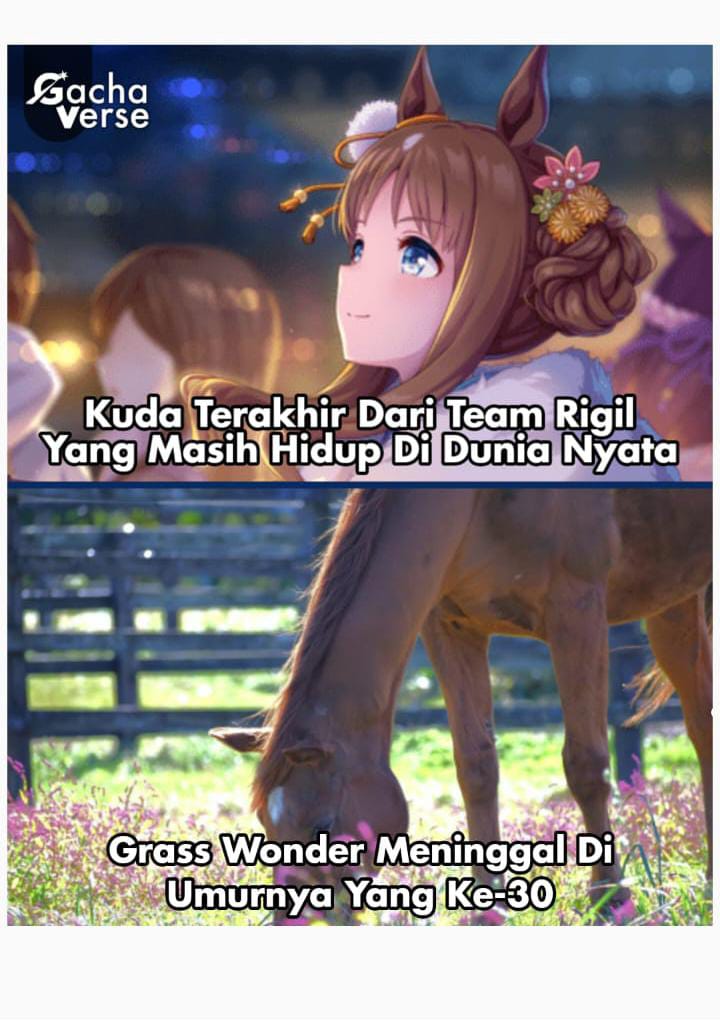 Gacha
Verse
Kuda Terakhir Dari Team Rigil
Yang Masih Hidup Di Dunia Nyata
Grass Wonder Meninggal Di
Umurnya Yang Ke-30